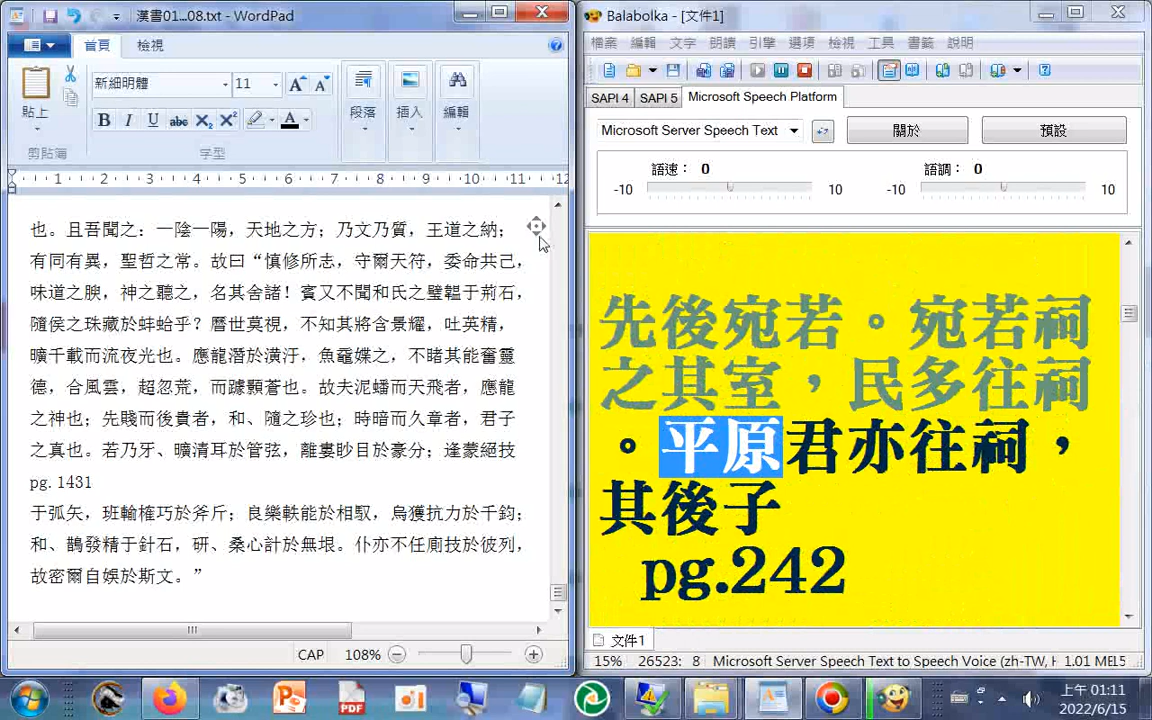 漢書01...08.txt - WordPad
首頁
檢視
貼上
新細明體
11
B I U abc X2 X2 A
段落
插入
編輯
剪貼簿
字型
1 2 3 4 5 6 7 8 9 10 11 12
也。且吾聞之：一陰一陽，天地之方；乃文乃質，王道之納；
有同有異，聖哲之常。故曰“慎修所志，守爾天符，委命共己，
味道之腴，神之聽之，名其舍諸！賓又不聞和氏之璧韞于荊石，
隨侯之珠藏於蚌蛤乎？曆世莫視，不知其將含景耀，吐英精，
曠千載而流夜光也。應龍潛於潢汙，魚黿媟之，不睹其能奮靈
德，合風雲，超忽荒，而躆顥蒼也。故夫泥蟠而天飛者，應龍
之神也；先賤而後貴者，和、隨之珍也；時暗而久章者，君子
之真也。若乃牙、曠清耳於管弦，離婁眇目於豪分；逢蒙絕技
pg. 1431
于弧矢，班輸榷巧於斧斤；良樂軼能於相馭，烏獲抗力於千鈞；
和、鵲發精于針石，研、桑心計於無垠。仆亦不任廁技於彼列，
故密爾自娛於斯文。”
CAP
108%
Balabolka - [文件1]
檔案 編輯 文字 朗讀 引擎 選項 檢視 工具 書籤 說明
SAPI 4
SAPI 5
Microsoft Speech Platform
Microsoft Server Speech Text
關於
預設
語速： 0
-10 10
語調： 0
-10 10
先後宛若。宛若祠
之其室，民多往祠
。平原君亦往祠，
其後子
pg.242
文件1
15%
26523: 8
Microsoft Server Speech Text to Speech Voice (zh-TW, H
PDF
上午 01:11
2022/6/15